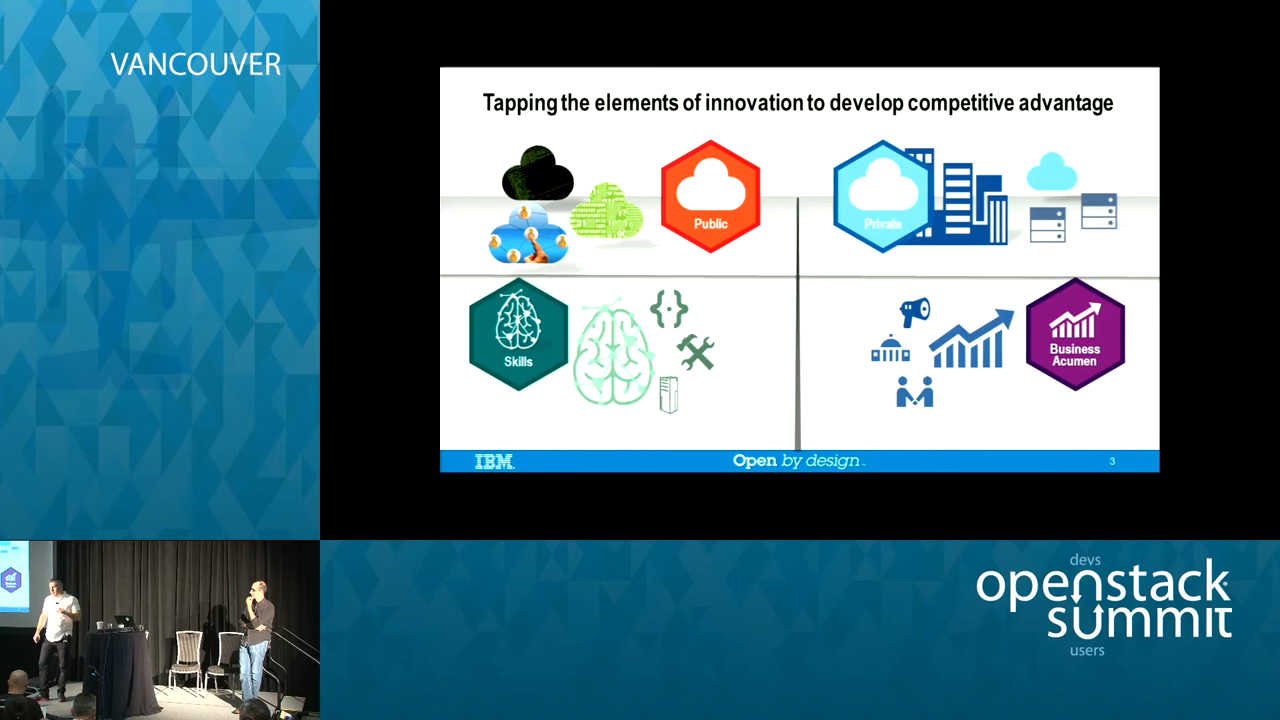 VANCOUVER
Tapping the elements of innovation to develop competitive advantage
Public
Private
Skills
Business
Acumen
IBM
Open by design
3
devs
openstack
summit
users